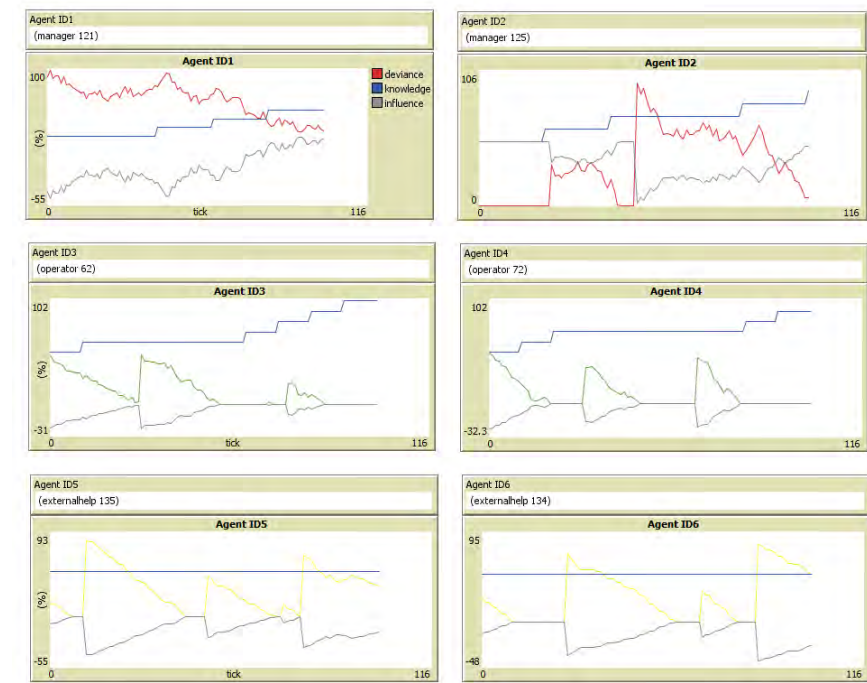 Agent ID1
(manager 121)
Agent ID1
100
(%)
-55
0
tick
116
deviance
knowledge
influence
Agent ID2
(manager 125)
Agent ID2
106
0
0
116
Agent ID3
(operator 62)
Agent ID3
102
(%)
-31
0
tick
116
Agent ID4
(operator 72)
Agent ID4
102
-32.3
0
116
Agent ID5
(externalhelp 135)
Agent ID5
93
(%)
-55
0
tick
116
Agent ID6
(externalhelp 134)
Agent ID6
95
-48
0
116